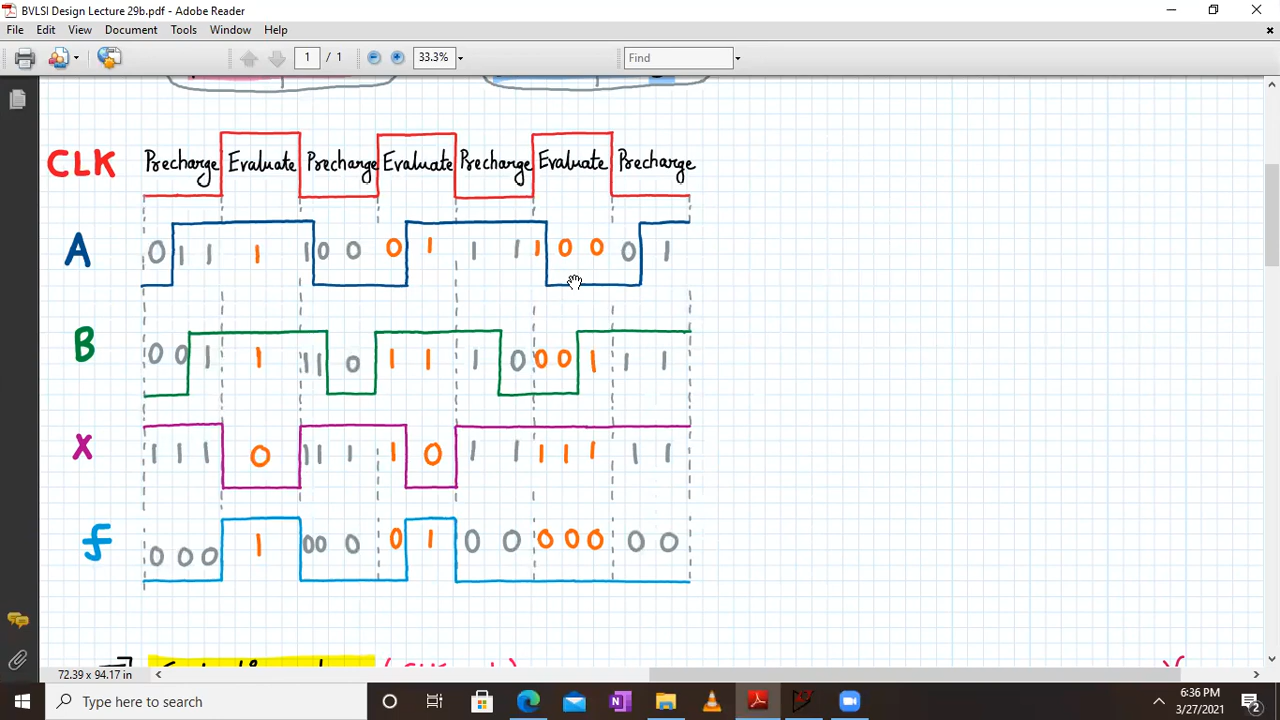 BVLSI Design Lecture 29b.pdf - Adobe Reader
File Edit View Document Tools Window Help
1 / 1 33.3% Find
CLK Precharge Evaluate Precharge Evaluate Precharge Evaluate Precharge
A 0 1 1 1 1 0 0 0 1 1 1 1 0 0 0 1
B 0 0 1 1 1 1 0 1 1 1 0 0 0 1 1 1
X 1 1 1 0 1 1 1 1 0 1 1 1 1 1 1 1
f 0 0 0 1 0 0 0 0 1 0 0 0 0 0 0 0
72.39 x 94.17 in
Type here to search
6:36 PM
3/27/2021
2